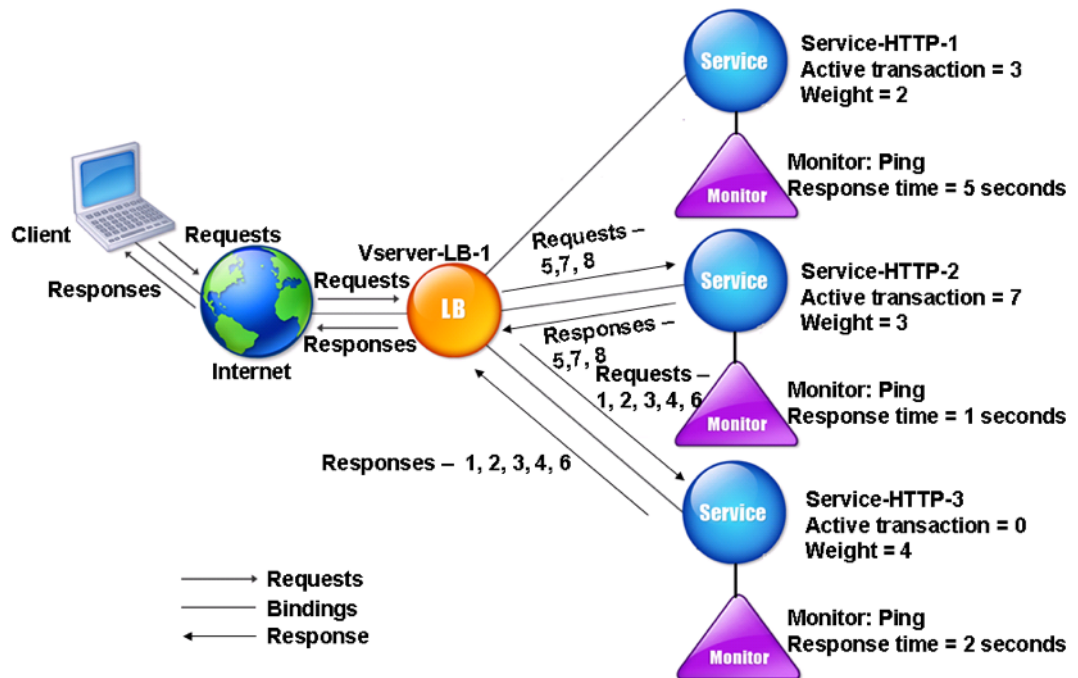 Service
Service-HTTP-1
Active transaction = 3
Weight = 2
Monitor
Monitor: Ping
Response time = 5 seconds
Client
Requests
Responses
Internet
Requests
Responses
Vserver-LB-1
LB
Requests –
5,7, 8
Responses –
5,7, 8
Service
Service-HTTP-2
Active transaction = 7
Weight = 3
Monitor
Monitor: Ping
Response time = 1 seconds
Requests –
1, 2, 3, 4, 6
Responses – 1, 2, 3, 4, 6
Service
Service-HTTP-3
Active transaction = 0
Weight = 4
Monitor
Monitor: Ping
Response time = 2 seconds
Requests
Bindings
Response